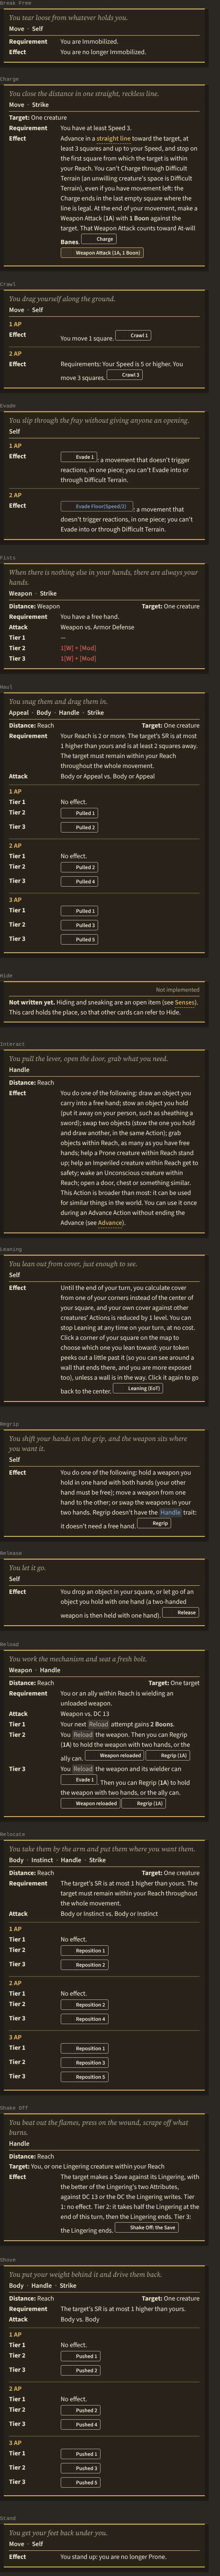 Break Free
You tear loose from whatever holds you.
Move · Self
Requirement You are Immobilized.
Effect You are no longer Immobilized.
Charge
You close the distance in one straight, reckless line.
Move · Strike
Target: One creature
Requirement You have at least Speed 3.
Effect Advance in a straight line toward the target, at
least 3 squares and up to your Speed, and stop on
the first square from which the target is within
your Reach. You can't Charge through Difficult
Terrain (an unwilling creature's space is Difficult
Terrain), even if you have movement left: the
Charge ends in the last empty square where the
line is legal. At the end of your movement, make a
Weapon Attack (1A) with 1 Boon against the
target. That Weapon Attack counts toward At-will
Banes. Charge
Weapon Attack (1A, 1 Boon)
Crawl
You drag yourself along the ground.
Move · Self
1 AP
Effect You move 1 square. Crawl 1
2 AP
Effect Requirements: Your Speed is 5 or higher. You
move 3 squares. Crawl 3
Evade
You slip through the fray without giving anyone an opening.
Self
1 AP
Effect Evade 1 : a movement that doesn't trigger
reactions, in one piece; you can't Evade into or
through Difficult Terrain.
2 AP
Effect Evade Floor(Speed/2) : a movement that
doesn't trigger reactions, in one piece; you can't
Evade into or through Difficult Terrain.
Fists
When there is nothing else in your hands, there are always your
hands.
Weapon · Strike
Distance: Weapon Target: One creature
Requirement You have a free hand.
Attack Weapon vs. Armor Defense
Tier 1 —
Tier 2 1[W] + [Mod]
Tier 3 1[W] + [Mod]
Haul
You snag them and drag them in.
Appeal · Body · Handle · Strike
Distance: Reach Target: One creature
Requirement Your Reach is 2 or more. The target's SR is at most
1 higher than yours and is at least 2 squares away.
The target must remain within your Reach
throughout the whole movement.
Attack Body or Appeal vs. Body or Appeal
1 AP
Tier 1 No effect.
Tier 2 Pulled 1
Tier 3 Pulled 2
2 AP
Tier 1 No effect.
Tier 2 Pulled 2
Tier 3 Pulled 4
3 AP
Tier 1 Pulled 1
Tier 2 Pulled 3
Tier 3 Pulled 5
Hide
Not implemented
Not written yet. Hiding and sneaking are an open item (see Senses).
This card holds the place, so that other cards can refer to Hide.
Interact
You pull the lever, open the door, grab what you need.
Handle
Distance: Reach
Effect You do one of the following: draw an object you
carry into a free hand; stow an object you hold
(put it away on your person, such as sheathing a
sword); swap two objects (stow the one you hold
and draw another, in the same Action); grab
objects within Reach, as many as you have free
hands; help a Prone creature within Reach stand
up; help an Imperiled creature within Reach get to
safety; wake an Unconscious creature within
Reach; open a door, chest or something similar.
This Action is broader than most: it can be used
for similar things in the world. You can use it once
during an Advance Action without ending the
Advance (see Advance).
Leaning
You lean out from cover, just enough to see.
Self
Effect Until the end of your turn, you calculate cover
from one of your corners instead of the center of
your square, and your own cover against other
creatures' Actions is reduced by 1 level. You can
stop Leaning at any time on your turn, at no cost.
Click a corner of your square on the map to
choose which one you lean toward: your token
peeks out a little past it (so you can see around a
wall that ends there, and you are more exposed
too), unless a wall is in the way. Click it again to go
back to the center. Leaning (EoT)
Regrip
You shift your hands on the grip, and the weapon sits where
you want it.
Self
Effect You do one of the following: hold a weapon you
hold in one hand with both hands (your other
hand must be free); move a weapon from one
hand to the other; or swap the weapons in your
two hands. Regrip doesn't have the Handle trait:
it doesn't need a free hand. Regrip
Release
You let it go.
Self
Effect You drop an object in your square, or let go of an
object you hold with one hand (a two-handed
weapon is then held with one hand). Release
Reload
You work the mechanism and seat a fresh bolt.
Weapon · Handle
Distance: Reach Target: One target
Requirement You or an ally within Reach is wielding an
unloaded weapon.
Attack Weapon vs. DC 13
Tier 1 Your next Reload attempt gains 2 Boons.
Tier 2 You Reload the weapon. Then you can Regrip
(1A) to hold the weapon with two hands, or the
ally can. Weapon reloaded Regrip (1A)
Tier 3 You Reload the weapon and its wielder can
Evade 1 . Then you can Regrip (1A) to hold
the weapon with two hands, or the ally can.
Weapon reloaded Regrip (1A)
Relocate
You take them by the arm and put them where you want them.
Body · Instinct · Handle · Strike
Distance: Reach Target: One creature
Requirement The target's SR is at most 1 higher than yours. The
target must remain within your Reach throughout
the whole movement.
Attack Body or Instinct vs. Body or Instinct
1 AP
Tier 1 No effect.
Tier 2 Reposition 1
Tier 3 Reposition 2
2 AP
Tier 1 No effect.
Tier 2 Reposition 2
Tier 3 Reposition 4
3 AP
Tier 1 Reposition 1
Tier 2 Reposition 3
Tier 3 Reposition 5
Shake Off
You beat out the flames, press on the wound, scrape off what
burns.
Handle
Distance: Reach
Target: You, or one Lingering creature within your Reach
Effect The target makes a Save against its Lingering, with
the better of the Lingering's two Attributes,
against DC 13 or the DC the Lingering writes. Tier
1: no effect. Tier 2: it takes half the Lingering at the
end of this turn, then the Lingering ends. Tier 3:
the Lingering ends. Shake Off: the Save
Shove
You put your weight behind it and drive them back.
Body · Handle · Strike
Distance: Reach Target: One creature
Requirement The target's SR is at most 1 higher than yours.
Attack Body vs. Body
1 AP
Tier 1 No effect.
Tier 2 Pushed 1
Tier 3 Pushed 2
2 AP
Tier 1 No effect.
Tier 2 Pushed 2
Tier 3 Pushed 4
3 AP
Tier 1 Pushed 1
Tier 2 Pushed 3
Tier 3 Pushed 5
Stand
You get your feet back under you.
Move · Self
Effect You stand up: you are no longer Prone.